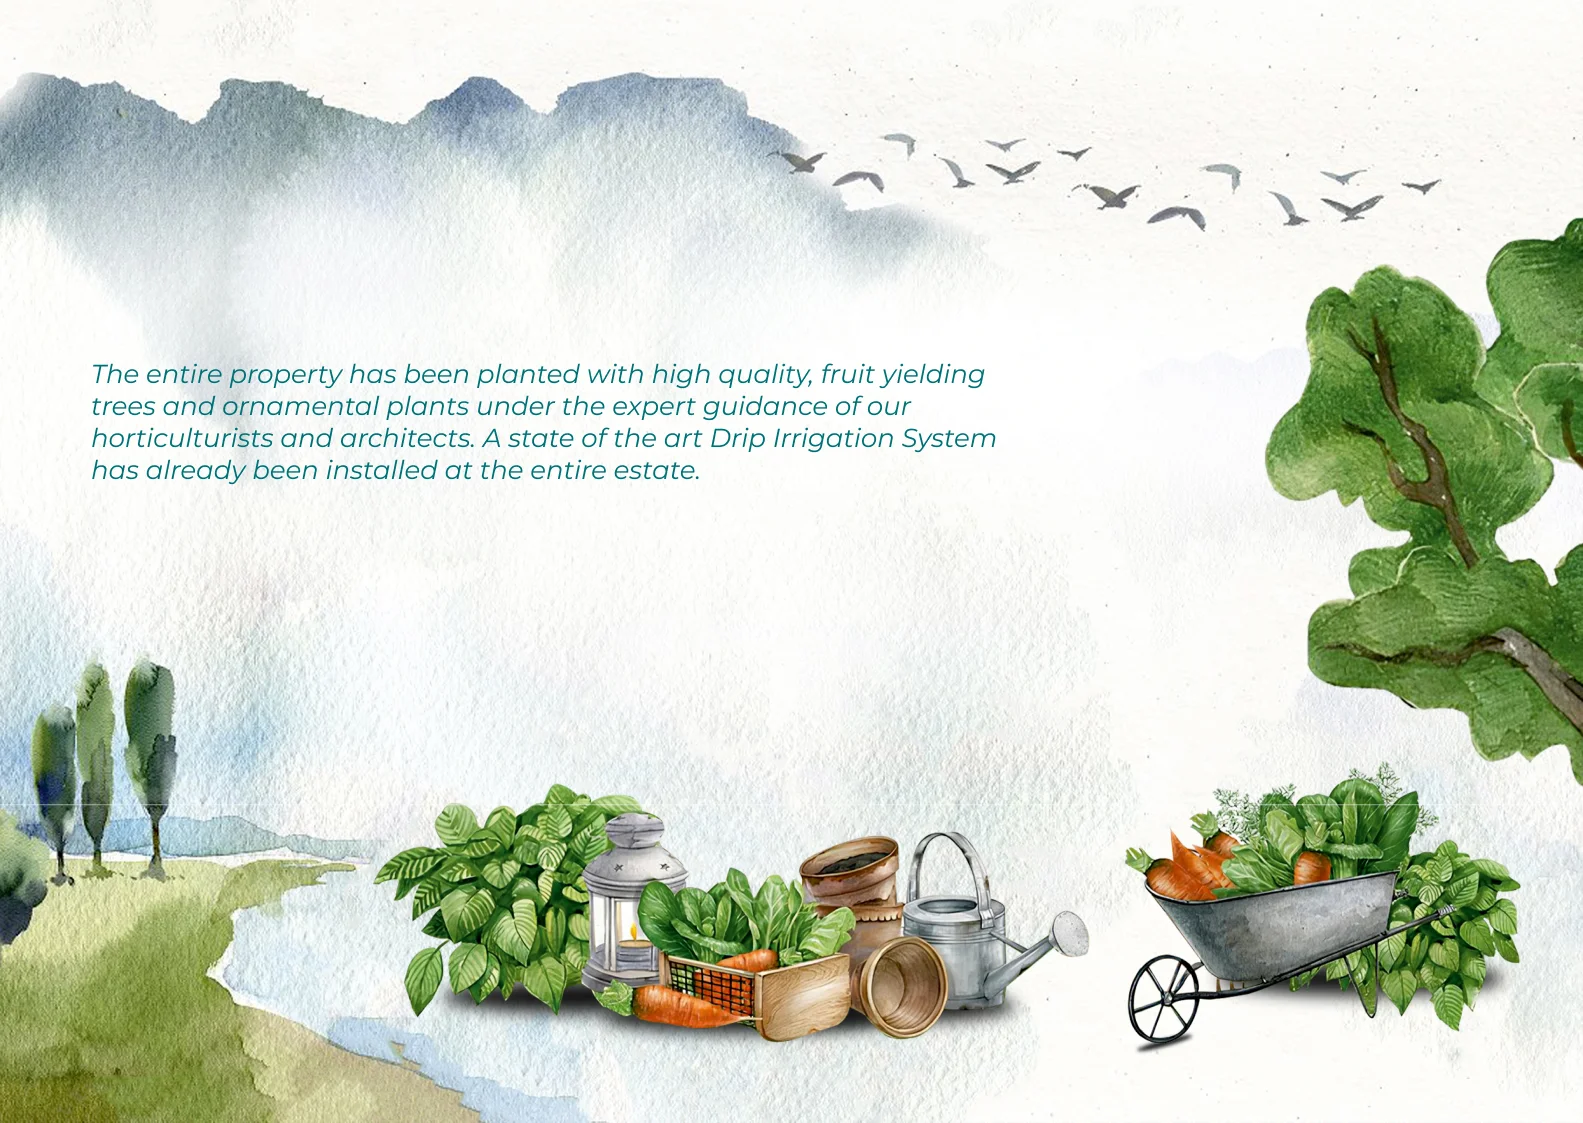 The entire property has been planted with high quality, fruit yielding
trees and ornamental plants under the expert guidance of our
horticulturists and architects. A state of the art Drip Irrigation System
has already been installed at the entire estate.